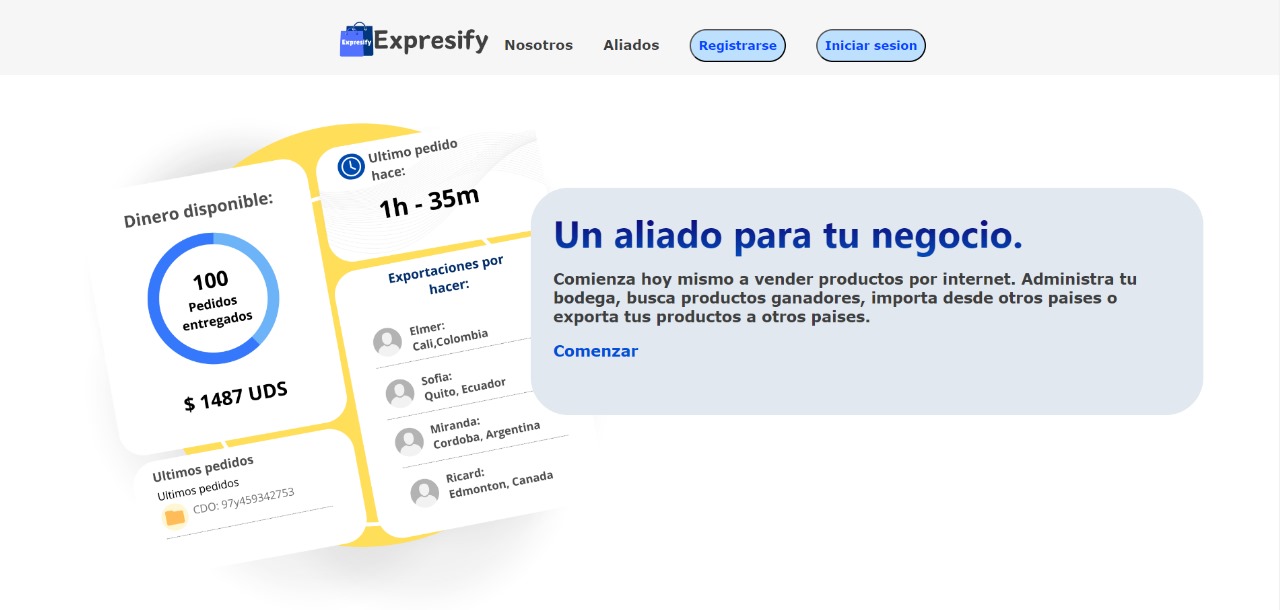 Expresify
Expresify
Nosotros
Aliados
Registrarse
Iniciar sesion
Dinero disponible:
100
Pedidos
entregados
$ 1487 UDS
Ultimo pedido
hace:
1h - 35m
Exportaciones por
hacer:
Elmer:
Cali,Colombia
Sofia:
Quito, Ecuador
Miranda:
Cordoba, Argentina
Ricard:
Edmonton, Canada
Ultimos pedidos
Ultimos pedidos
CDO: 97y459342753
Un aliado para tu negocio.
Comienza hoy mismo a vender productos por internet. Administra tu
bodega, busca productos ganadores, importa desde otros paises o
exporta tus productos a otros paises.
Comenzar